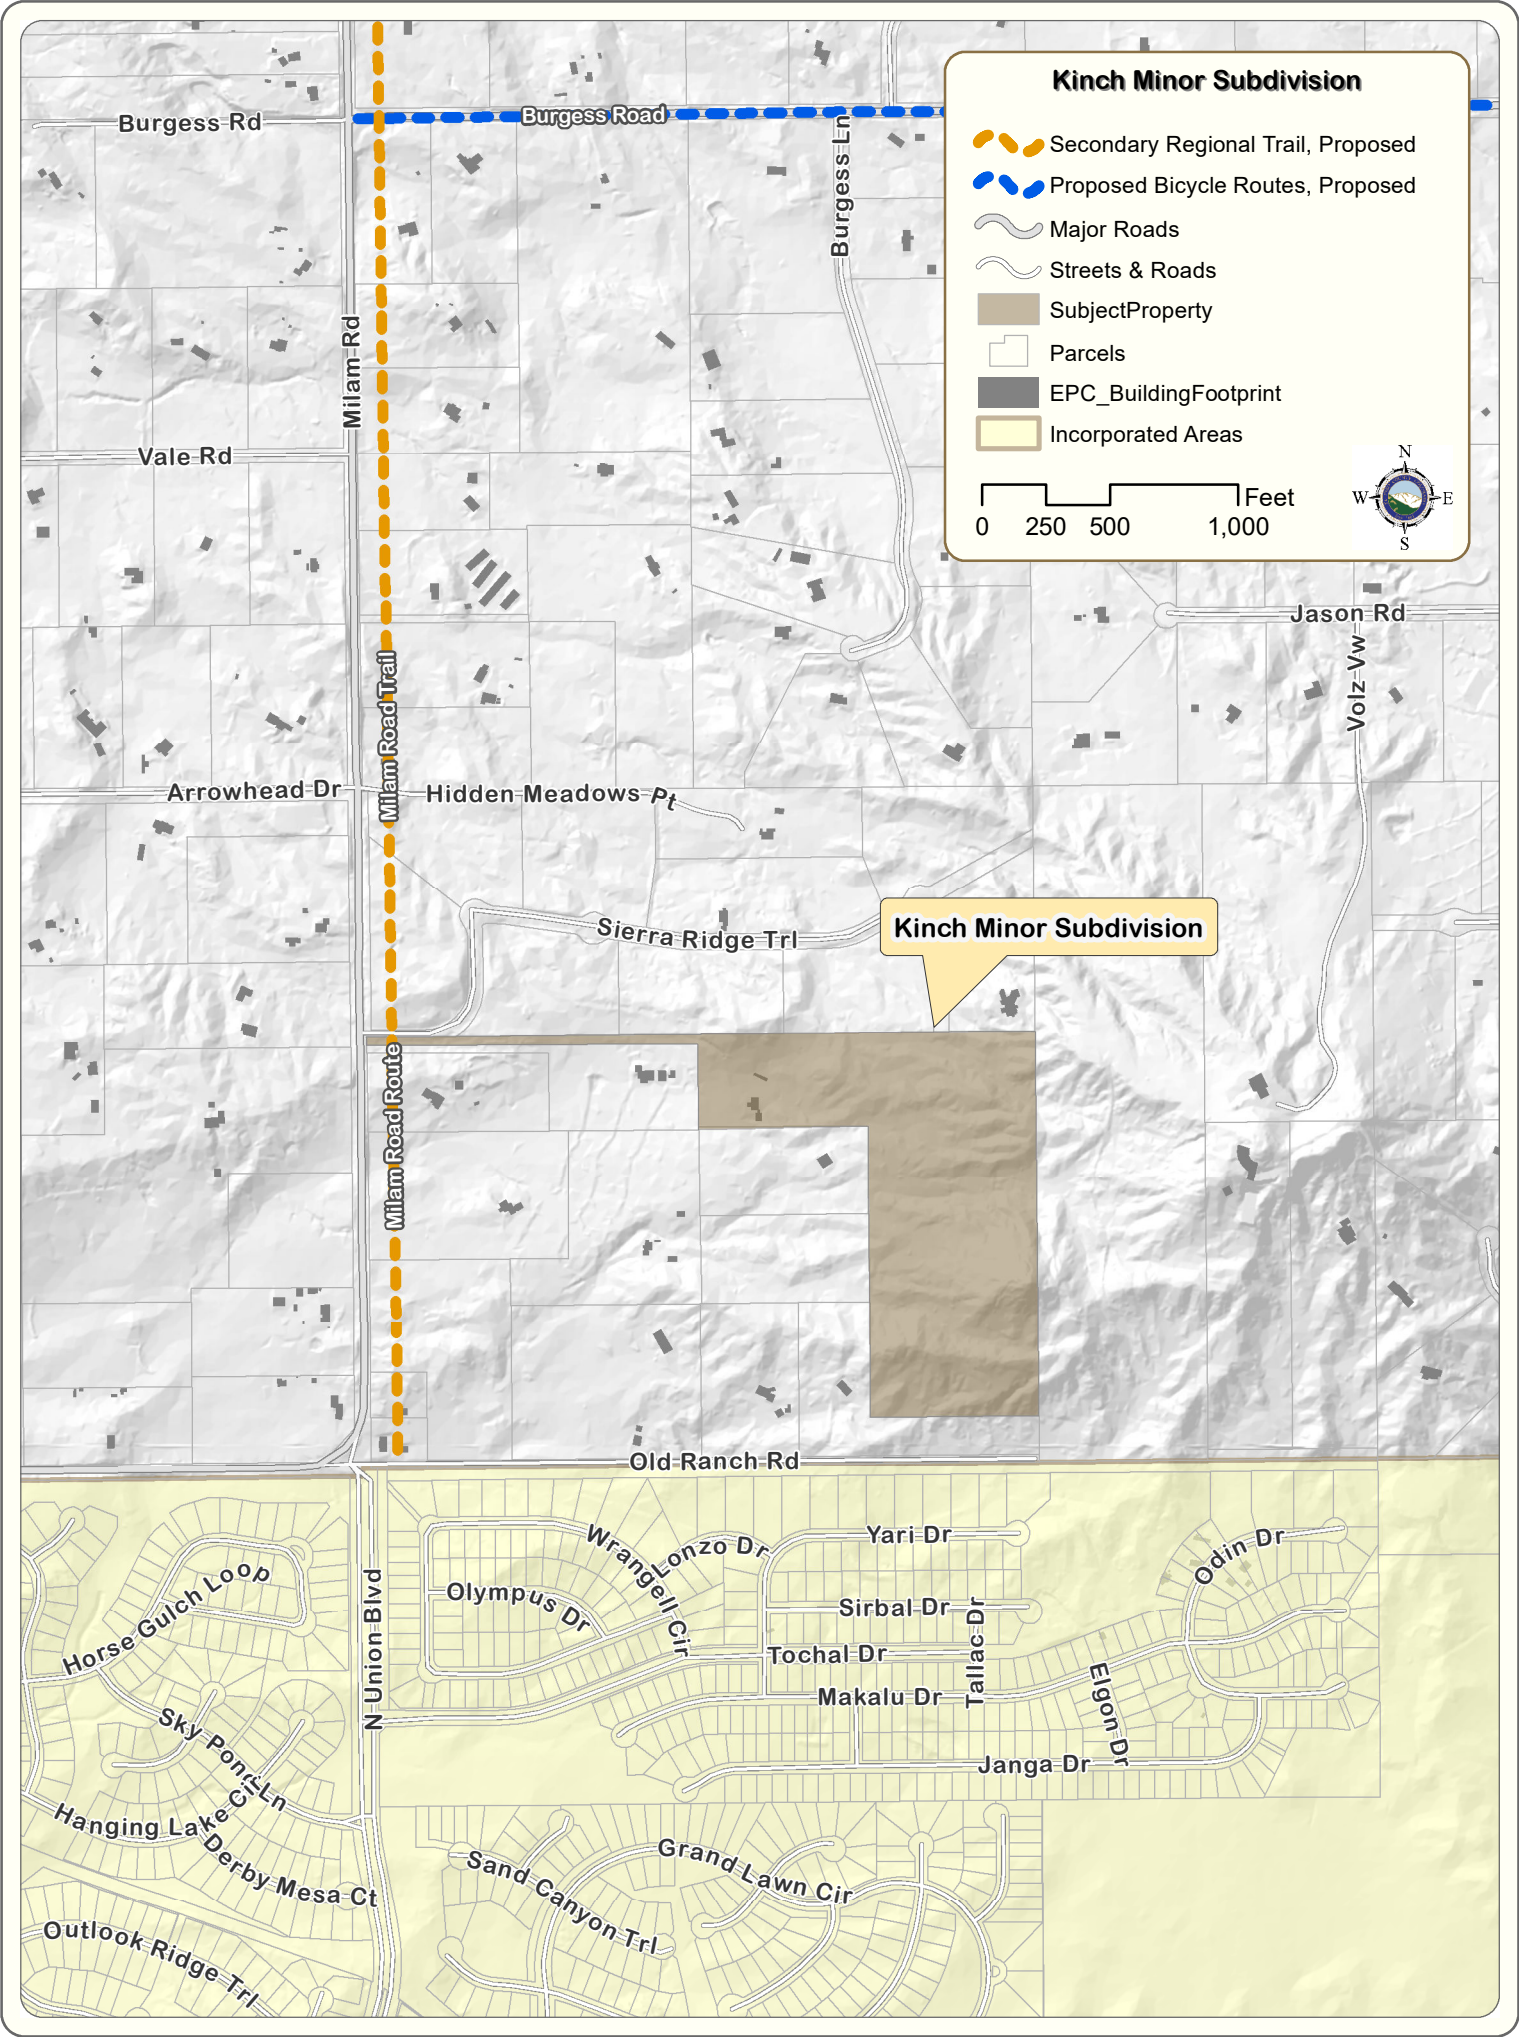 Kinch Minor Subdivision
Secondary Regional Trail, Proposed
Proposed Bicycle Routes, Proposed
Major Roads
Streets & Roads
SubjectProperty
Parcels
EPC_BuildingFootprint
Incorporated Areas
Feet
0 250 500 1,000
N
W E
S
Burgess Rd
Burgess Road
Burgess Ln
Milam Rd
Vale Rd
Jason Rd
Volz Vw
Milam Road Trail
Arrowhead Dr
Hidden Meadows Pt
Sierra Ridge Trl
Kinch Minor Subdivision
Milam Road Route
Old Ranch Rd
Wrangell Cir
Lonzo Dr
Yari Dr
Odin Dr
Horse Gulch Loop
Olympus Dr
Sirbal Dr
N Union Blvd
Tochal Dr
Tallac Dr
Makalu Dr
Elgon Dr
Sky Pond Ln
Janga Dr
Hanging Lake Cir
Derby Mesa Ct
Sand Canyon Trl
Grand Lawn Cir
Outlook Ridge Trl